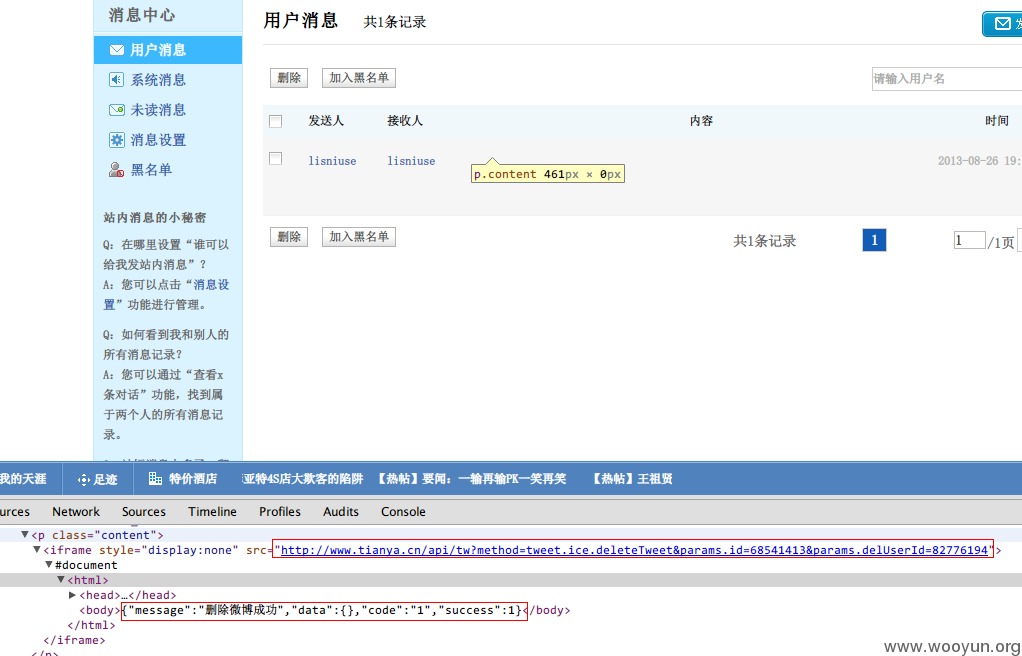 消息中心
用户消息
系统消息
未读消息
消息设置
黑名单
站内消息的小秘密
Q: 在哪里设置“谁可以
给我发站内消息”?
A: 您可以点击“消息设
置”功能进行管理。
Q: 如何看到我和别人的
所有消息记录?
A: 您可以通过“查看x
条对话”功能，找到属
于两个人的所有消息记
录。
用户消息 共1条记录
删除 加入黑名单 请输入用户名
发送人 接收人 内容 时间
lisniuse lisniuse 2013-08-26 19:
p.content 461px × 0px
删除 加入黑名单 共1条记录 1 1 /1页
我的天涯 足迹 特价酒店 亚特4S店大欺客的陷阱 【热帖】要闻: 一输再输PK一笑再笑 【热帖】王祖贤
urces Network Sources Timeline Profiles Audits Console
▼<p class="content">
▼<iframe style="display:none" src="http://www.tianya.cn/api/tw?method=tweet.ice.deleteTweet&params.id=68541413&params.delUserId=82776194">
▼#document
▼<html>
▶<head>…</head>
<body>{"message":"删除微博成功","data":{},"code":"1","success":1}</body>
</html>
</iframe>
</p>
www.wooyun.org